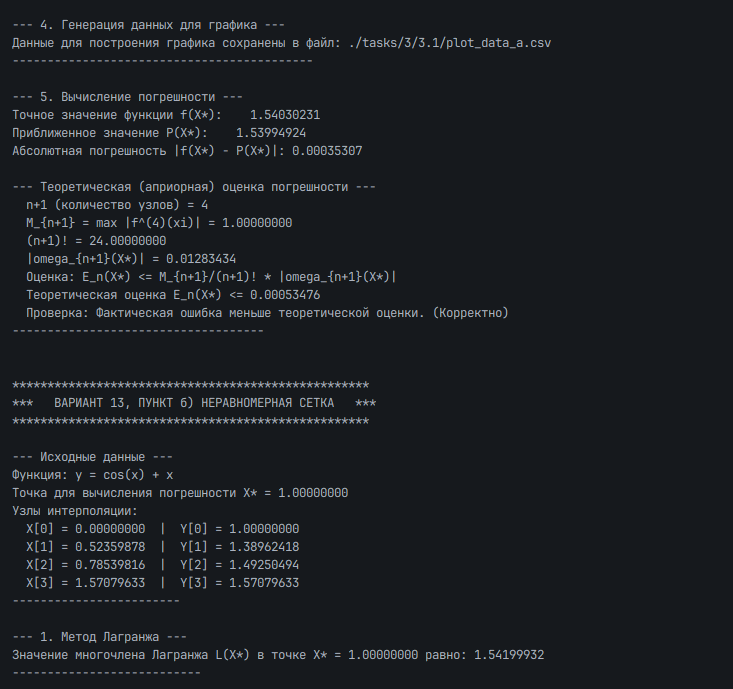 --- 4. Генерация данных для графика ---
Данные для построения графика сохранены в файл: ./tasks/3/3.1/plot_data_a.csv
-------------------------------------------
--- 5. Вычисление погрешности ---
Точное значение функции f(X*):    1.54030231
Приближенное значение P(X*):    1.53994924
Абсолютная погрешность |f(X*) - P(X*)|: 0.00035307
--- Теоретическая (априорная) оценка погрешности ---
  n+1 (количество узлов) = 4
  M_{n+1} = max |f^(4)(xi)| = 1.00000000
  (n+1)! = 24.00000000
  |omega_{n+1}(X*)| = 0.01283434
  Оценка: E_n(X*) <= M_{n+1}/(n+1)! * |omega_{n+1}(X*)|
  Теоретическая оценка E_n(X*) <= 0.00053476
  Проверка: Фактическая ошибка меньше теоретической оценки. (Корректно)
------------------------------------
***************************************************
***   ВАРИАНТ 13, ПУНКТ б) НЕРАВНОМЕРНАЯ СЕТКА   ***
***************************************************
--- Исходные данные ---
Функция: y = cos(x) + x
Точка для вычисления погрешности X* = 1.00000000
Узлы интерполяции:
  X[0] = 0.00000000  |  Y[0] = 1.00000000
  X[1] = 0.52359878  |  Y[1] = 1.38962418
  X[2] = 0.78539816  |  Y[2] = 1.49250494
  X[3] = 1.57079633  |  Y[3] = 1.57079633
------------------------
--- 1. Метод Лагранжа ---
Значение многочлена Лагранжа L(X*) в точке X* = 1.00000000 равно: 1.54199932
---------------------------